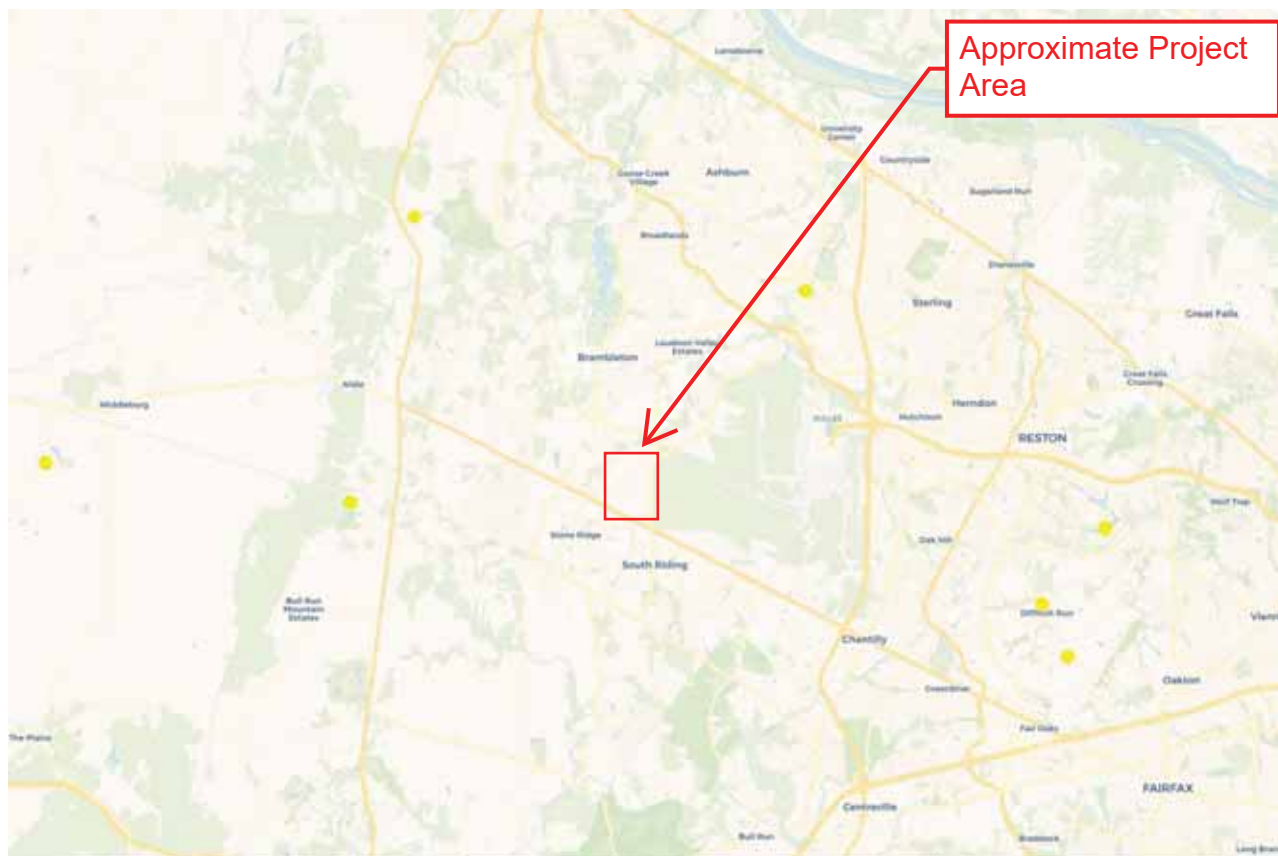 Approximate Project
Area
Lansdowne
University
Center
Countryside
Goose Creek
Village
Ashburn
Sugarland Run
Broadlands
Dranesville
Sterling
Great Falls
Loudoun Valley
Estates
Brambleton
Great Falls
Crossing
Aldie
Middleburg
Herndon
Hutchison
DULLES
RESTON
Wolf Trap
Stone Ridge
Oak Hill
South Riding
Bull Run
Mountain
Estates
Difficult Run
Chantilly
Oakton
Greenbriar
Fair Oaks
The Plains
FAIRFAX
Centreville
Bull Run
Braddock